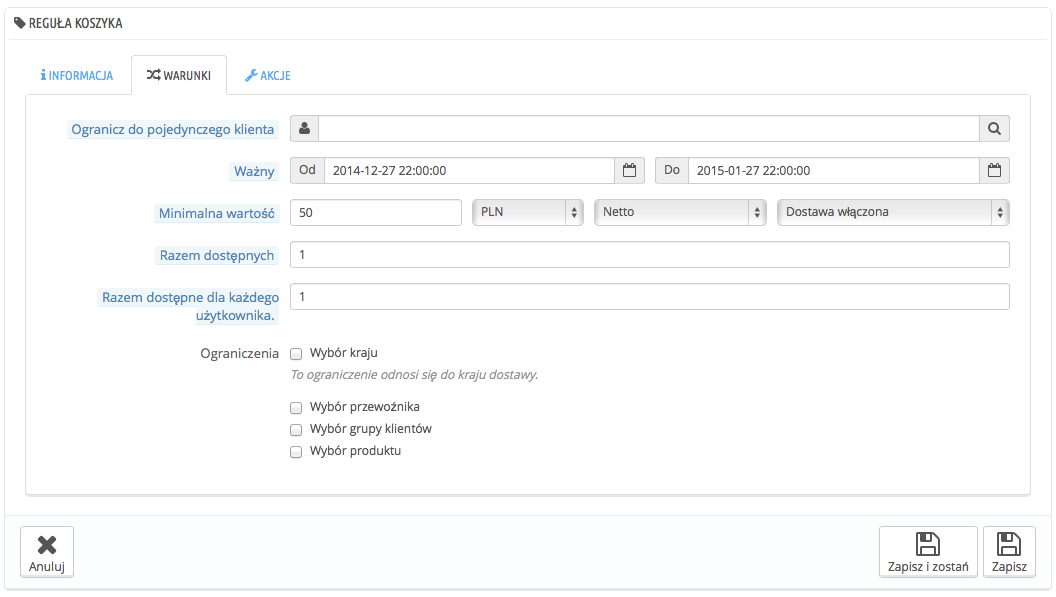 REGUŁA KOSZYKA
INFORMACJA WARUNKI AKCJE
Ogranicz do pojedynczego klienta
Ważny Od 2014-12-27 22:00:00 Do 2015-01-27 22:00:00
Minimalna wartość 50 PLN Netto Dostawa włączona
Razem dostępnych 1
Razem dostępne dla każdego 1
użytkownika.
Ograniczenia Wybór kraju
To ograniczenie odnosi się do kraju dostawy.
Wybór przewoźnika
Wybór grupy klientów
Wybór produktu
Anuluj Zapisz i zostań Zapisz